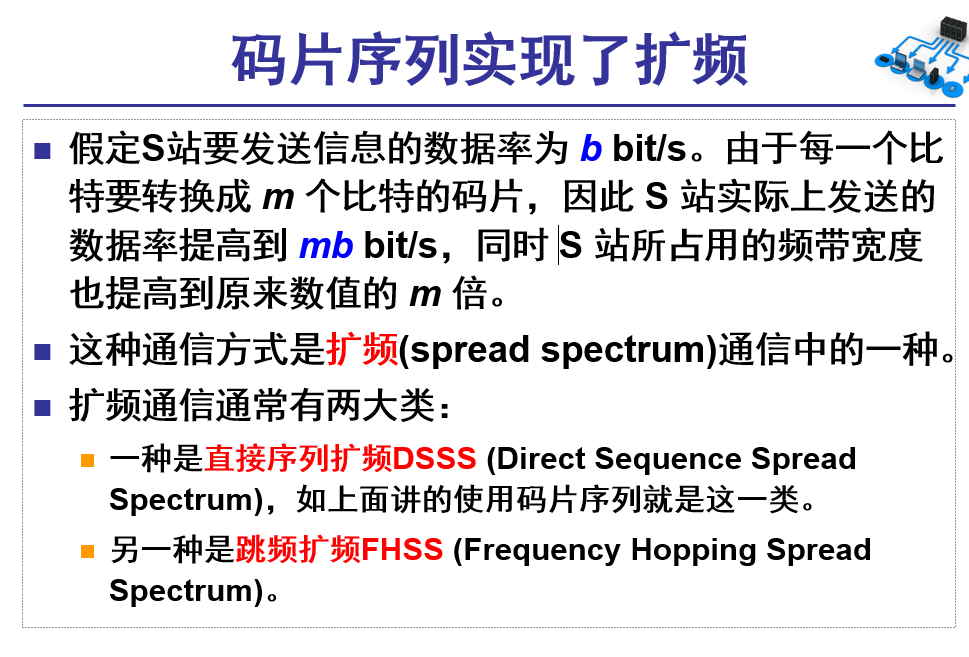 码片序列实现了扩频
假定S站要发送信息的数据率为 b bit/s。由于每一个比
特要转换成 m 个比特的码片，因此 S 站实际上发送的
数据率提高到 mb bit/s，同时 S 站所占用的频带宽度
也提高到原来数值的 m 倍。
这种通信方式是扩频(spread spectrum)通信中的一种。
扩频通信通常有两大类：
一种是直接序列扩频DSSS (Direct Sequence Spread
Spectrum)，如上面讲的使用码片序列就是这一类。
另一种是跳频扩频FHSS (Frequency Hopping Spread
Spectrum)。